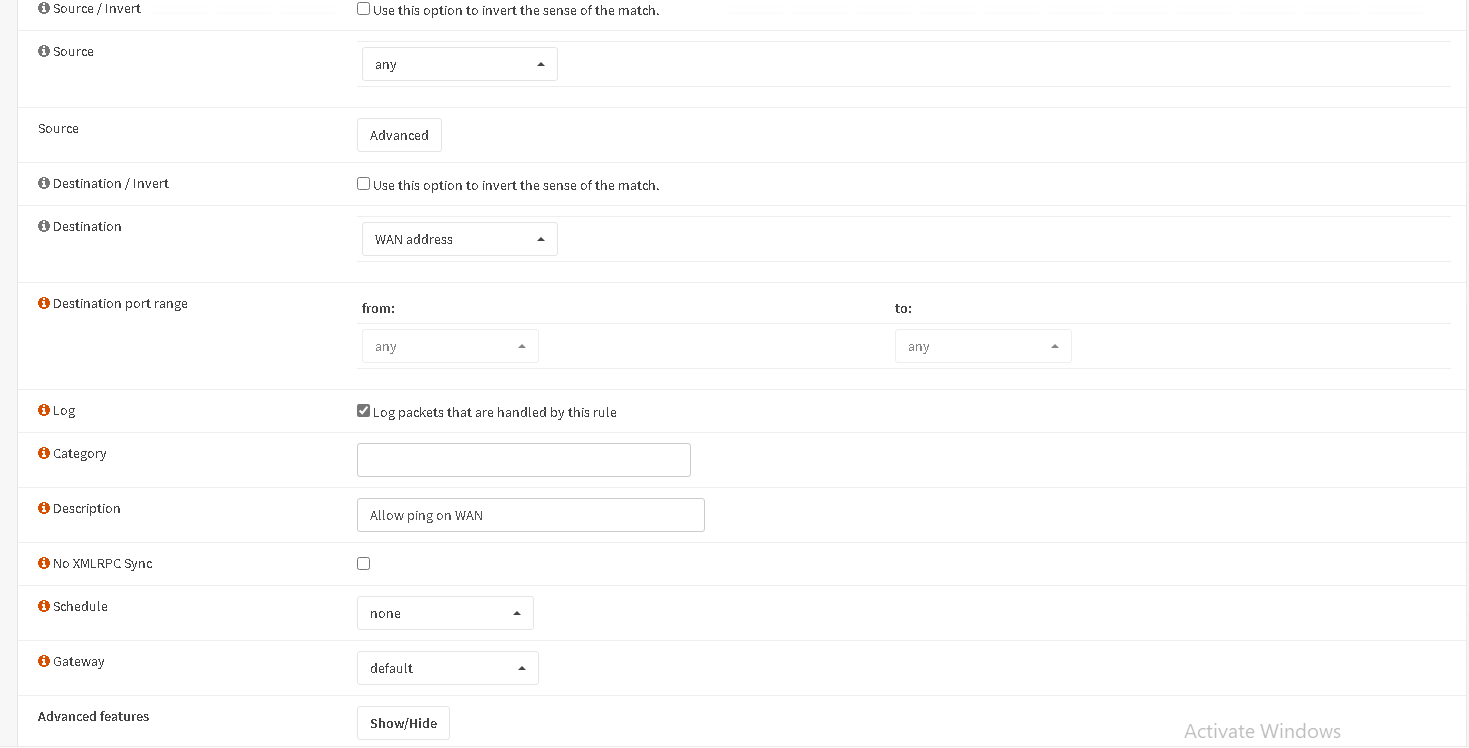 Source / Invert Use this option to invert the sense of the match.
Source
any
Source
Advanced
Destination / Invert Use this option to invert the sense of the match.
Destination
WAN address
Destination port range from: to:
any any
Log Log packets that are handled by this rule
Category
Description
Allow ping on WAN
No XMLRPC Sync
Schedule
none
Gateway
default
Advanced features
Show/Hide
Activate Windows